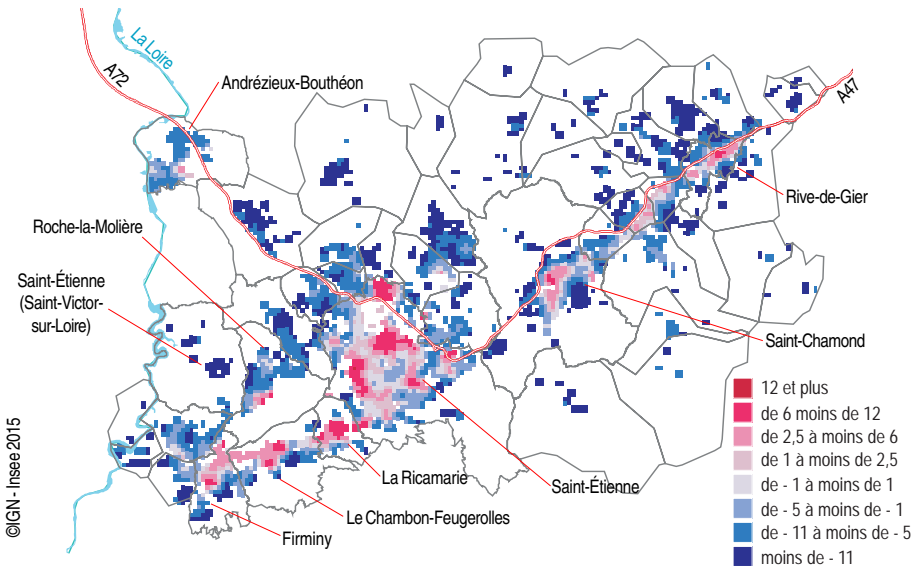 La Loire
A72
Andrézieux-Bouthéon
A47
Rive-de-Gier
Roche-la-Molière
Saint-Étienne
(Saint-Victor-
sur-Loire)
Saint-Chamond
12 et plus
de 6 moins de 12
de 2,5 à moins de 6
de 1 à moins de 2,5
de - 1 à moins de 1
de - 5 à moins de - 1
de - 11 à moins de - 5
moins de - 11
La Ricamarie
Saint-Étienne
Le Chambon-Feugerolles
Firminy
©IGN - Insee 2015